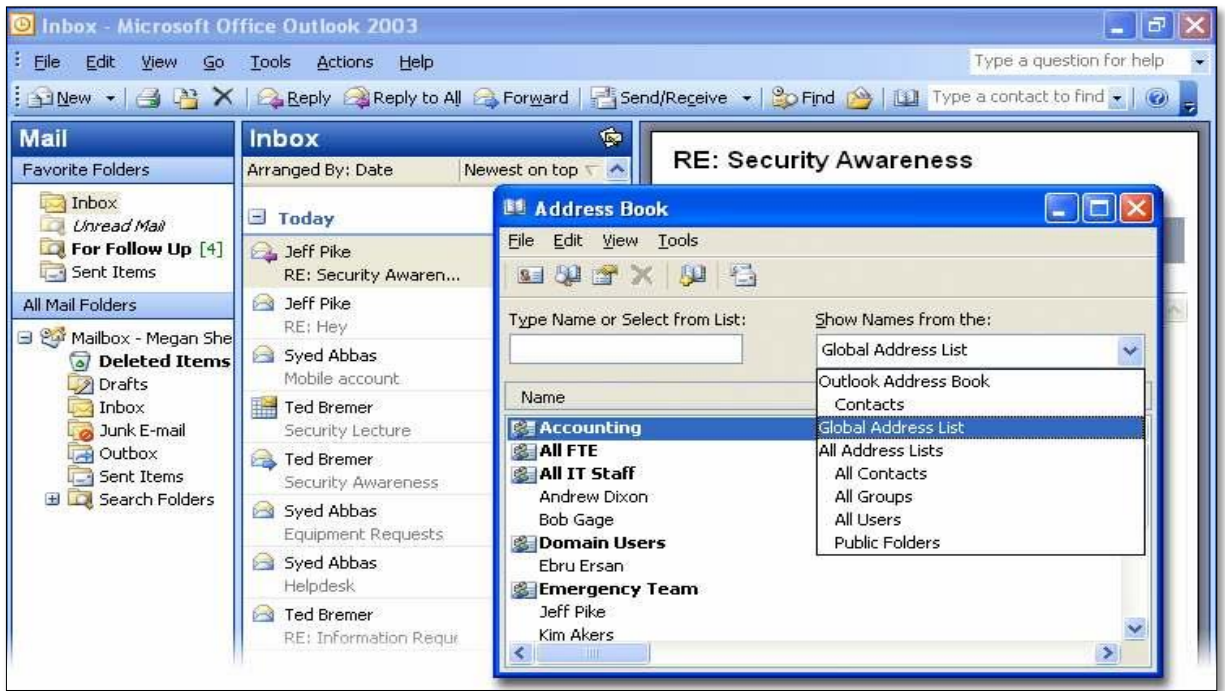 Inbox - Microsoft Office Outlook 2003
File Edit View Go Tools Actions Help Type a question for help
New Reply Reply to All Forward Send/Receive Find Type a contact to find
Mail
Favorite Folders
Inbox
Unread Mail
For Follow Up [4]
Sent Items
All Mail Folders
Mailbox - Megan She
Deleted Items
Drafts
Inbox
Junk E-mail
Outbox
Sent Items
Search Folders
Inbox
Arranged By: Date Newest on top
Today
Jeff Pike
RE: Security Awaren...
Jeff Pike
RE: Hey
Syed Abbas
Mobile account
Ted Bremer
Security Lecture
Ted Bremer
Security Awareness
Syed Abbas
Equipment Requests
Syed Abbas
Helpdesk
Ted Bremer
RE: Information Reque
RE: Security Awareness
Address Book
File Edit View Tools
Type Name or Select from List: Show Names from the:
Global Address List
Name
Accounting
All FTE
All IT Staff
Andrew Dixon
Bob Gage
Domain Users
Ebru Ersan
Emergency Team
Jeff Pike
Kim Akers
Outlook Address Book
Contacts
Global Address List
All Address Lists
All Contacts
All Groups
All Users
Public Folders